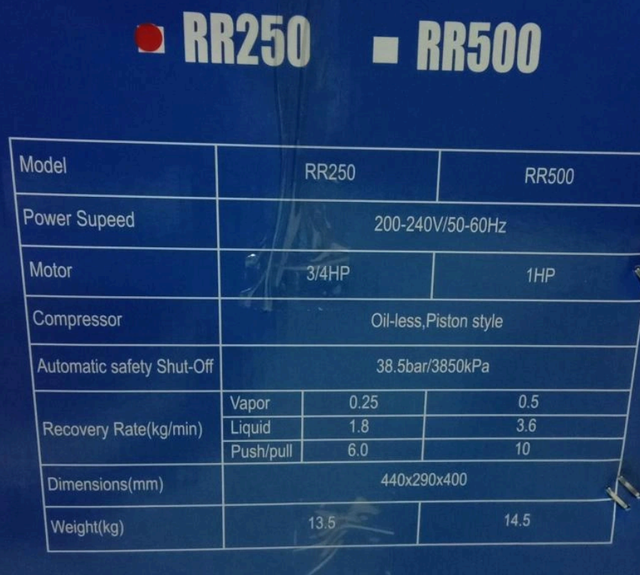 RR250 RR500
Model RR250 RR500
Power Supeed 200-240V/50-60Hz
Motor 3/4HP 1HP
Compressor Oil-less,Piston style
Automatic safety Shut-Off 38.5bar/3850kPa
Recovery Rate(kg/min) Vapor 0.25 0.5
Liquid 1.8 3.6
Push/pull 6.0 10
Dimensions(mm) 440x290x400
Weight(kg) 13.5 14.5